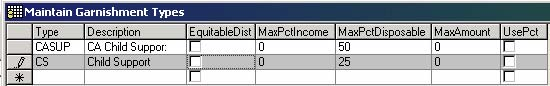 Maintain Garnishment Types
Type Description EquitableDist MaxPctIncome MaxPctDisposable MaxAmount UsePct
CASUP CA Child Suppor: 0 50 0
CS Child Support 0 25 0